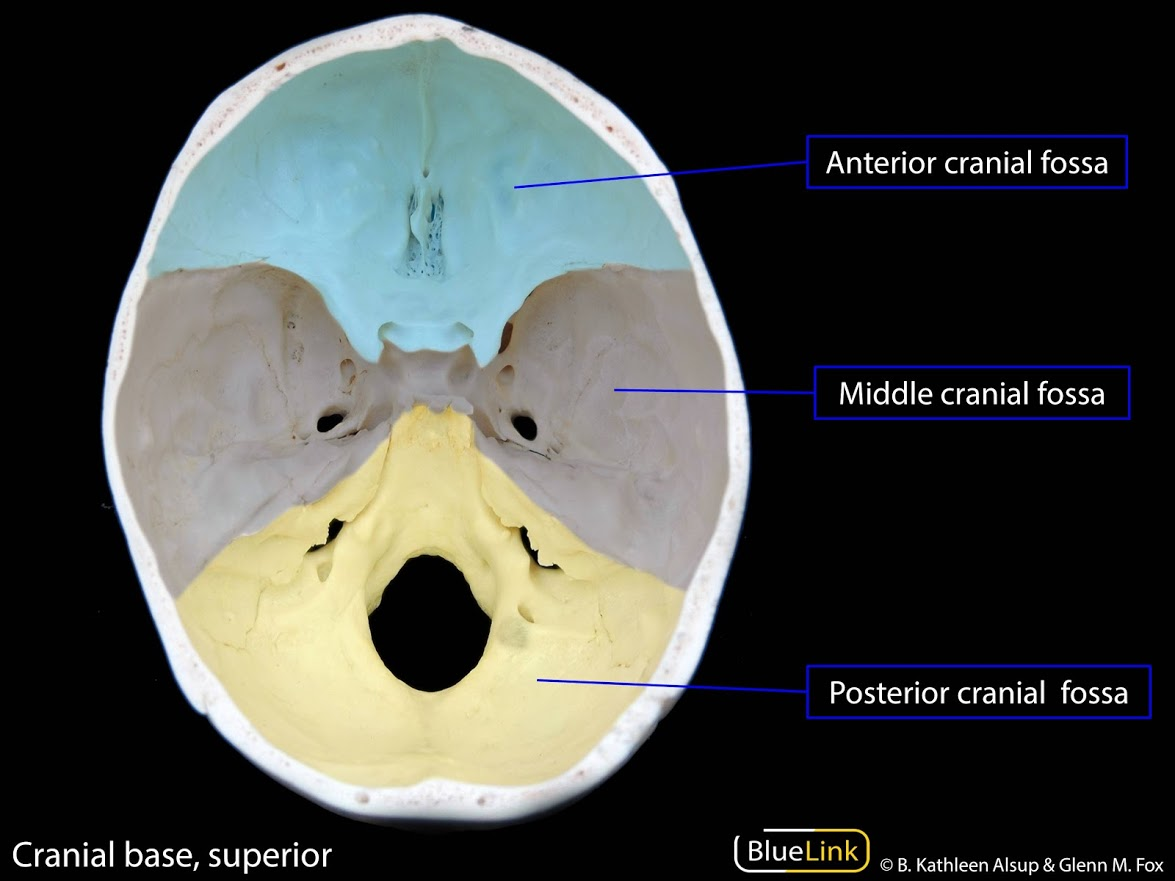 Anterior cranial fossa
Middle cranial fossa
Posterior cranial fossa
Cranial base, superior
BlueLink
© B. Kathleen Alsup & Glenn M. Fox